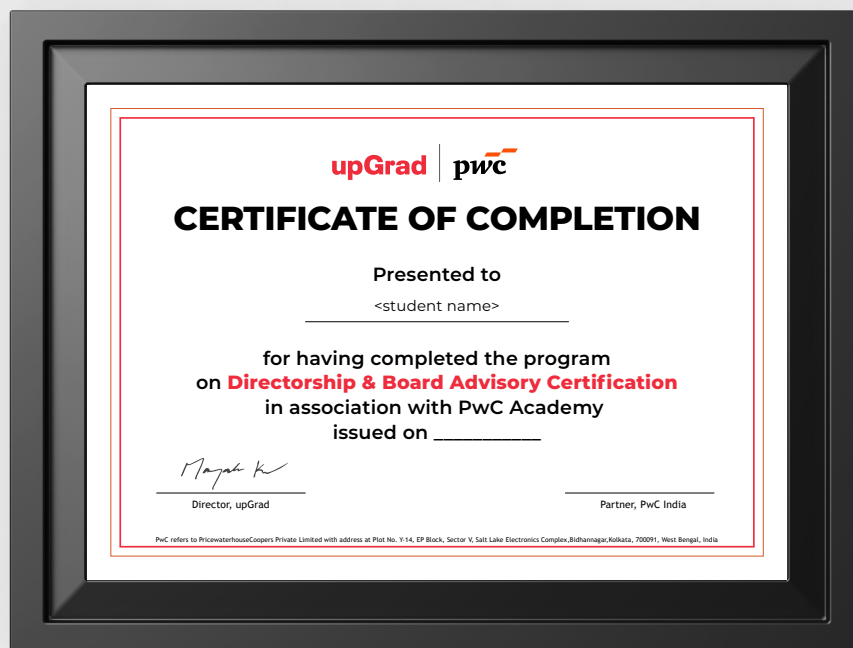 upGrad pwc
CERTIFICATE OF COMPLETION
Presented to
<student name>
for having completed the program
on Directorship & Board Advisory Certification
in association with PwC Academy
issued on ___________
Director, upGrad
Partner, PwC India
PwC refers to PricewaterhouseCoopers Private Limited with address at Plot No. Y-14, EP Block, Sector V, Salt Lake Electronics Complex,Bidhannagar,Kolkata, 700091, West Bengal, India